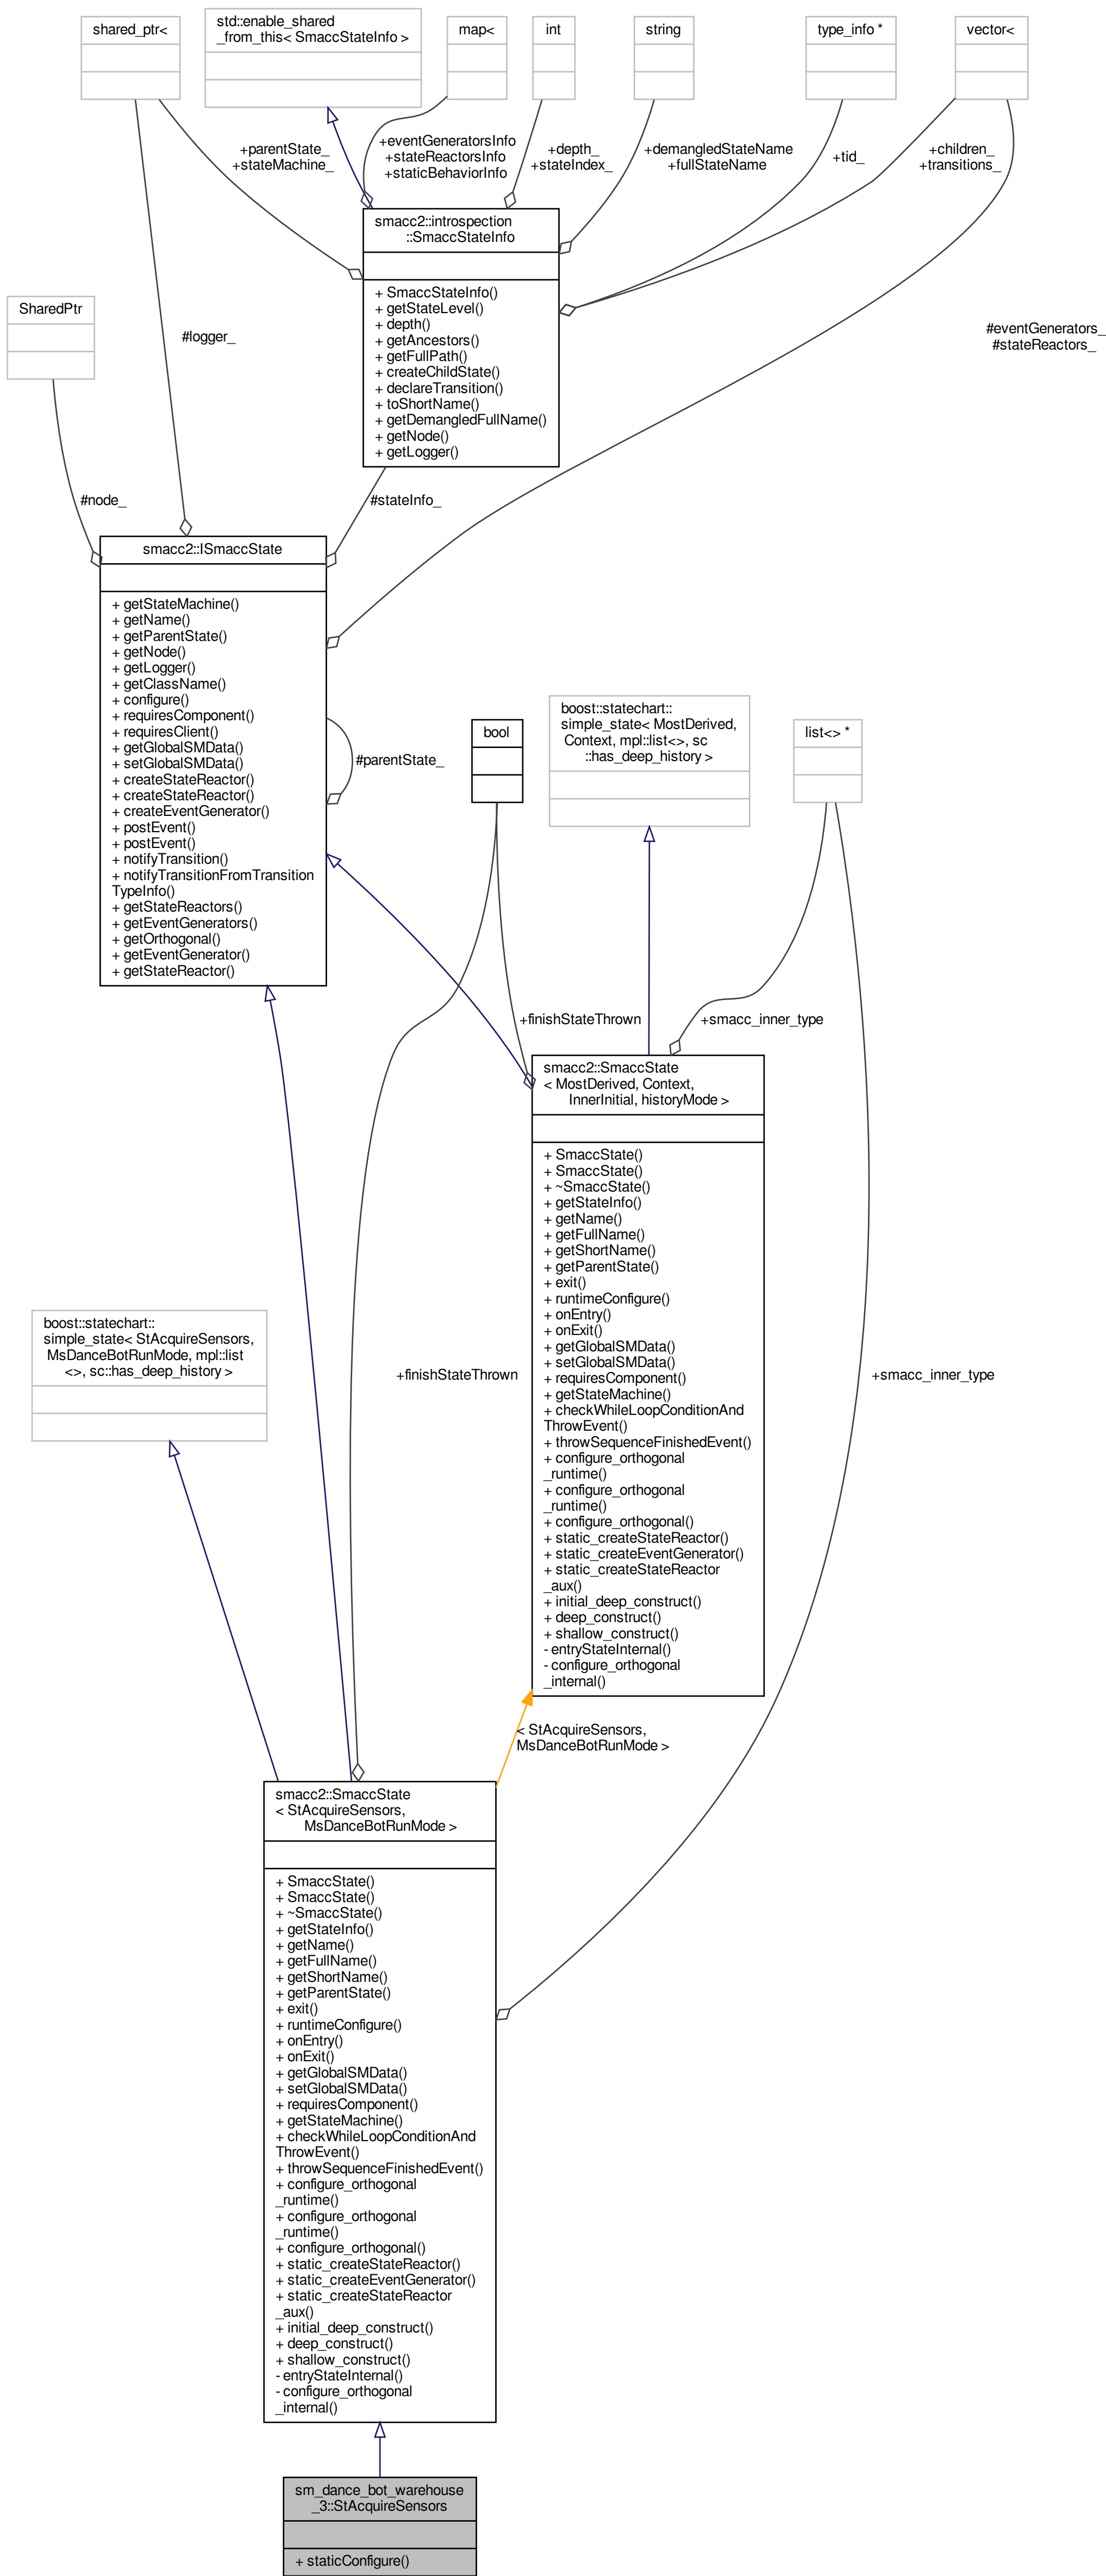 shared_ptr<
std::enable_shared
_from_this< SmaccStateInfo >
map<
int
string
type_info *
vector<
+parentState_
+stateMachine_
+eventGeneratorsInfo
+stateReactorsInfo
+staticBehaviorInfo
+depth_
+stateIndex_
+demangledStateName
+fullStateName
+tid_
+children_
+transitions_
smacc2::introspection
::SmaccStateInfo
+ SmaccStateInfo()
+ getStateLevel()
+ depth()
+ getAncestors()
+ getFullPath()
+ createChildState()
+ declareTransition()
+ toShortName()
+ getDemangledFullName()
+ getNode()
+ getLogger()
SharedPtr
#logger_
#eventGenerators_
#stateReactors_
#node_
#stateInfo_
smacc2::ISmaccState
+ getStateMachine()
+ getName()
+ getParentState()
+ getNode()
+ getLogger()
+ getClassName()
+ configure()
+ requiresComponent()
+ requiresClient()
+ getGlobalSMData()
+ setGlobalSMData()
+ createStateReactor()
+ createStateReactor()
+ createEventGenerator()
+ postEvent()
+ postEvent()
+ notifyTransition()
+ notifyTransitionFromTransition
TypeInfo()
+ getStateReactors()
+ getEventGenerators()
+ getOrthogonal()
+ getEventGenerator()
+ getStateReactor()
#parentState_
bool
boost::statechart::
simple_state< MostDerived,
Context, mpl::list<>, sc
::has_deep_history >
list<> *
+finishStateThrown
+smacc_inner_type
smacc2::SmaccState
< MostDerived, Context,
InnerInitial, historyMode >
+ SmaccState()
+ SmaccState()
+ ~SmaccState()
+ getStateInfo()
+ getName()
+ getFullName()
+ getShortName()
+ getParentState()
+ exit()
+ runtimeConfigure()
+ onEntry()
+ onExit()
+ getGlobalSMData()
+ setGlobalSMData()
+ requiresComponent()
+ getStateMachine()
+ checkWhileLoopConditionAnd
ThrowEvent()
+ throwSequenceFinishedEvent()
+ configure_orthogonal
_runtime()
+ configure_orthogonal
_runtime()
+ configure_orthogonal()
+ static_createStateReactor()
+ static_createEventGenerator()
+ static_createStateReactor
_aux()
+ initial_deep_construct()
+ deep_construct()
+ shallow_construct()
- entryStateInternal()
- configure_orthogonal
_internal()
boost::statechart::
simple_state< StAcquireSensors,
MsDanceBotRunMode, mpl::list
<>, sc::has_deep_history >
+finishStateThrown
+smacc_inner_type
< StAcquireSensors,
MsDanceBotRunMode >
smacc2::SmaccState
< StAcquireSensors,
MsDanceBotRunMode >
+ SmaccState()
+ SmaccState()
+ ~SmaccState()
+ getStateInfo()
+ getName()
+ getFullName()
+ getShortName()
+ getParentState()
+ exit()
+ runtimeConfigure()
+ onEntry()
+ onExit()
+ getGlobalSMData()
+ setGlobalSMData()
+ requiresComponent()
+ getStateMachine()
+ checkWhileLoopConditionAnd
ThrowEvent()
+ throwSequenceFinishedEvent()
+ configure_orthogonal
_runtime()
+ configure_orthogonal
_runtime()
+ configure_orthogonal()
+ static_createStateReactor()
+ static_createEventGenerator()
+ static_createStateReactor
_aux()
+ initial_deep_construct()
+ deep_construct()
+ shallow_construct()
- entryStateInternal()
- configure_orthogonal
_internal()
sm_dance_bot_warehouse
_3::StAcquireSensors
+ staticConfigure()